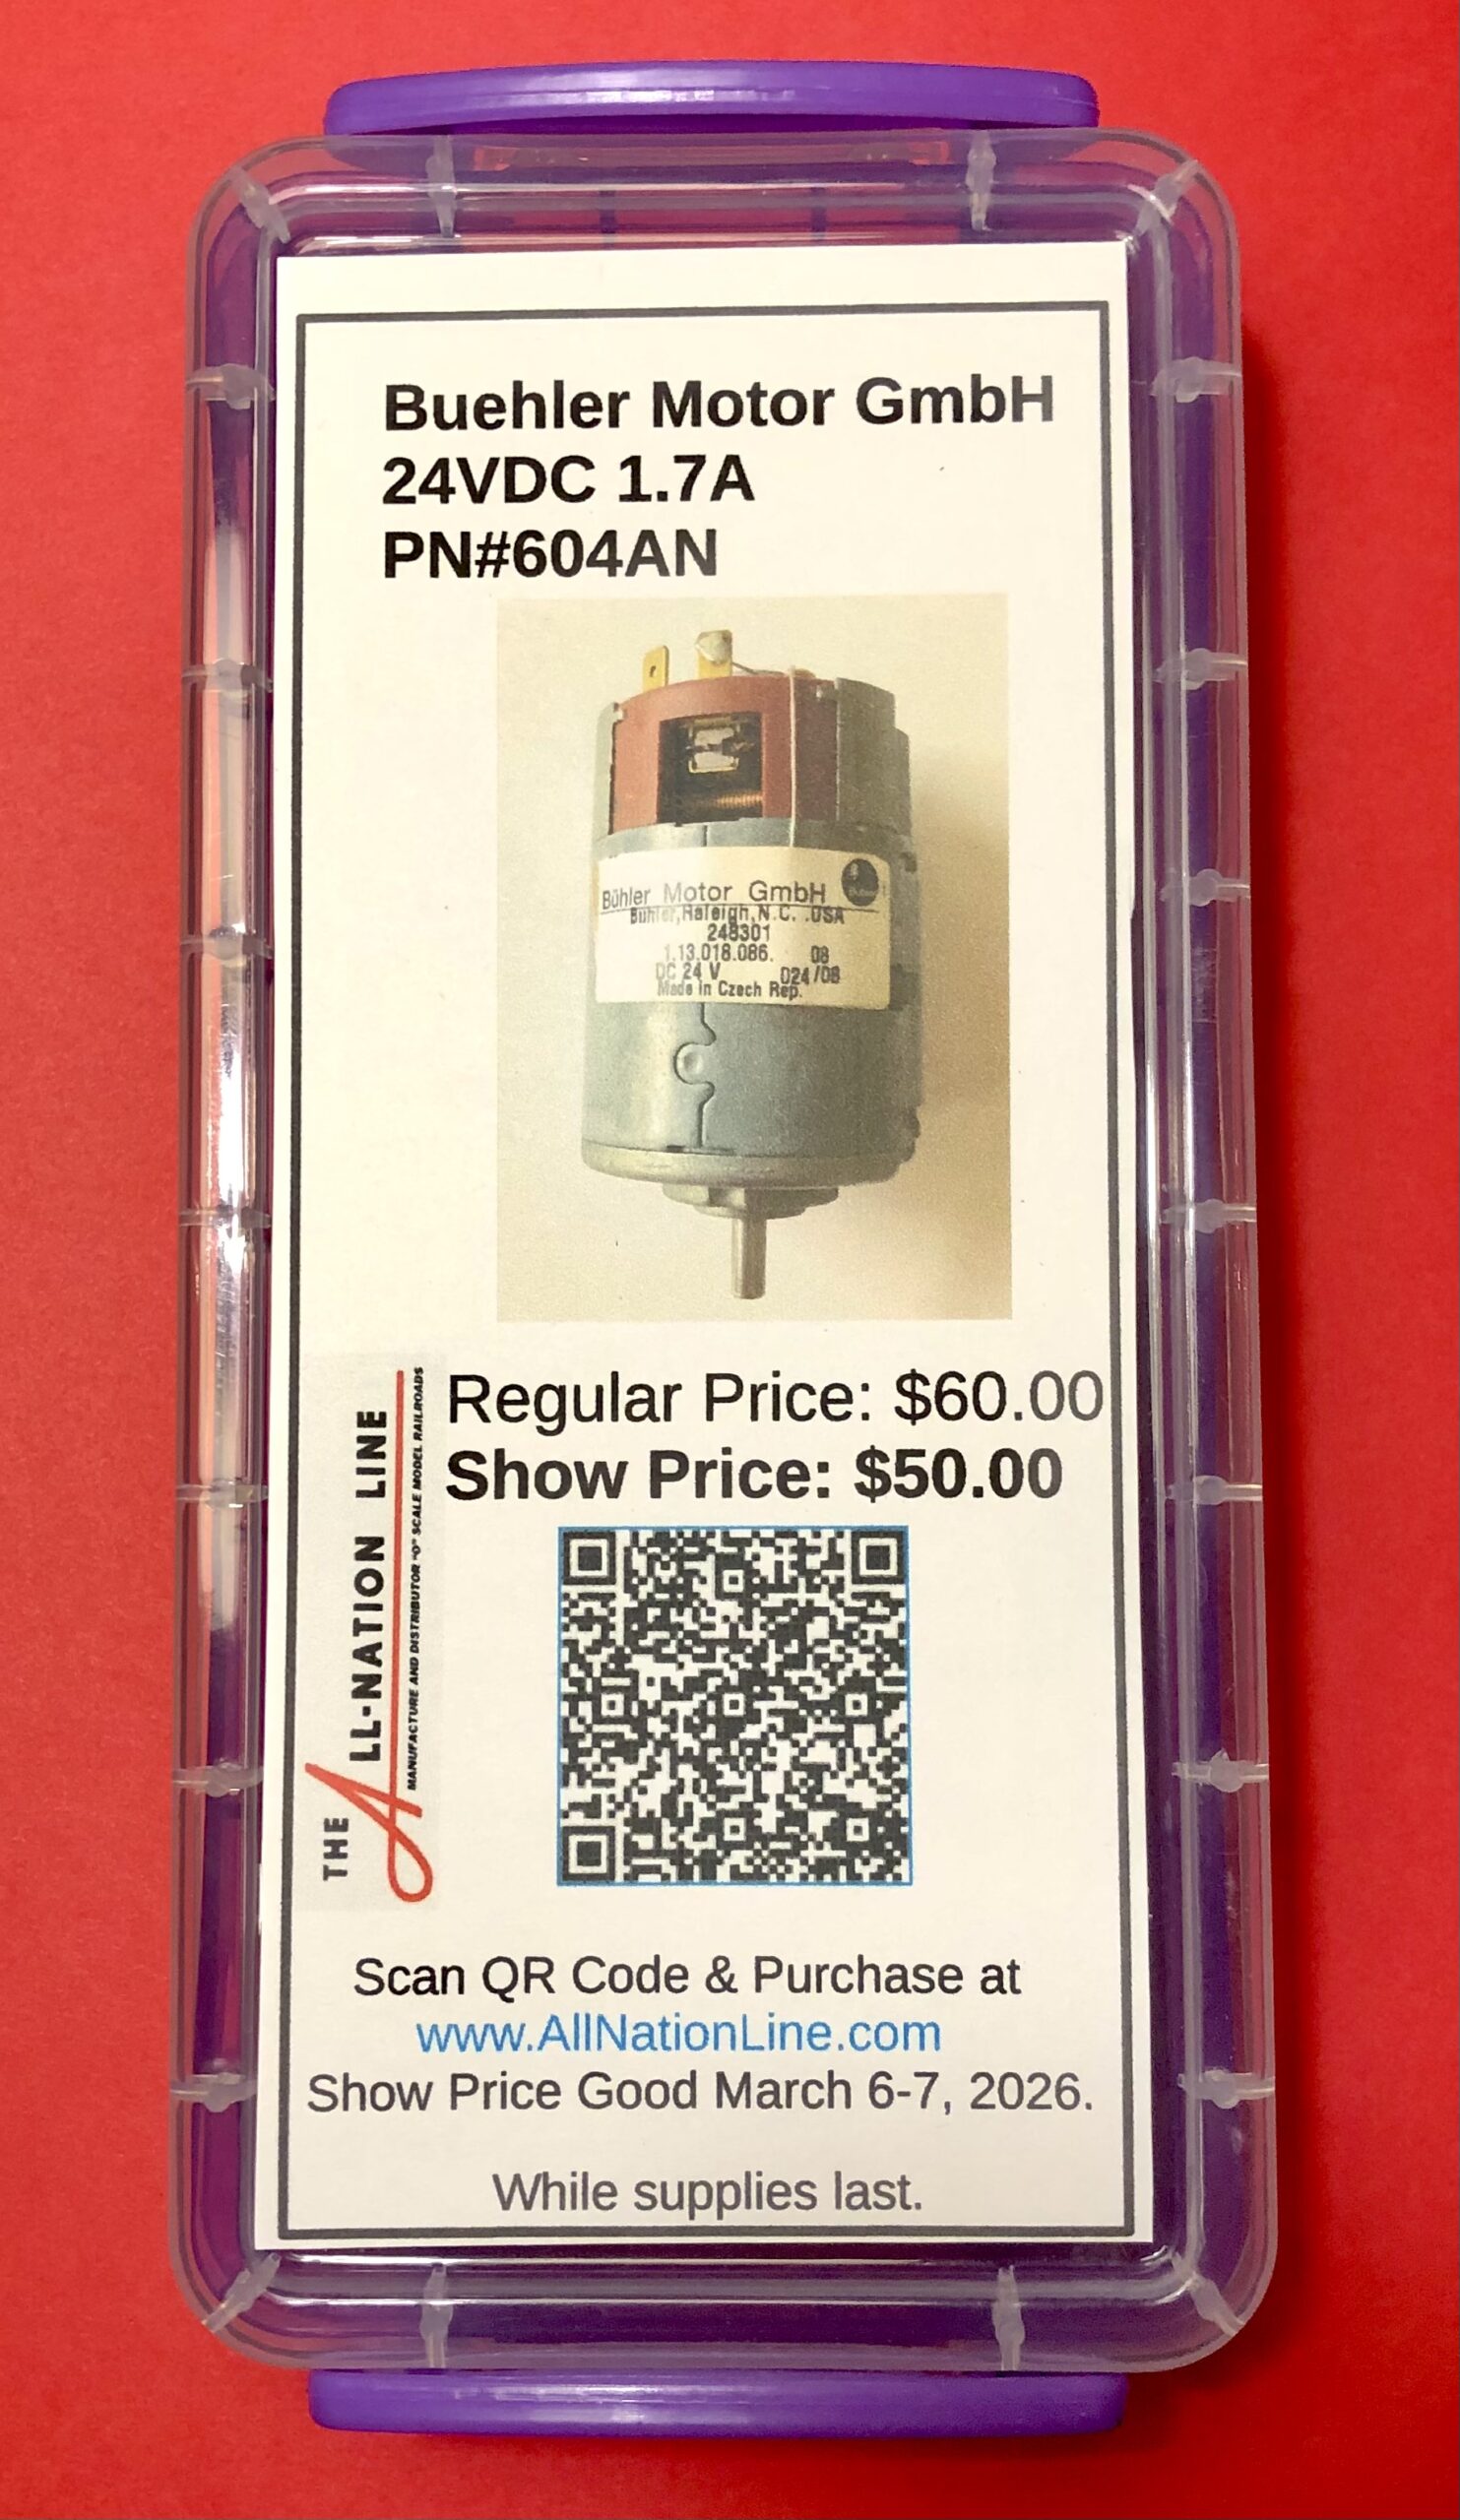 Buehler Motor GmbH
24VDC 1.7A
PN#604AN
Bühler Motor GmbH
Bühler, Raleigh, N.C. .USA
248301
1.13.018.086. 08
DC 24 V 024/08
Made in Czech Rep.
Regular Price: $60.00
Show Price: $50.00
THE ALL-NATION LINE
MANUFACTURE AND DISTRIBUTOR "O" SCALE MODEL RAILROADS
Scan QR Code & Purchase at
www.AllNationLine.com
Show Price Good March 6-7, 2026.
While supplies last.